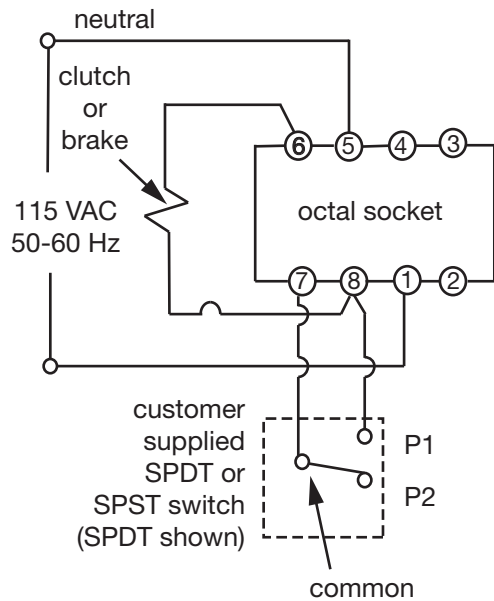 neutral
clutch
or
brake
115 VAC
50-60 Hz
6 5 4 3
octal socket
7 8 1 2
customer
supplied
SPDT or
SPST switch
(SPDT shown)
P1
P2
common